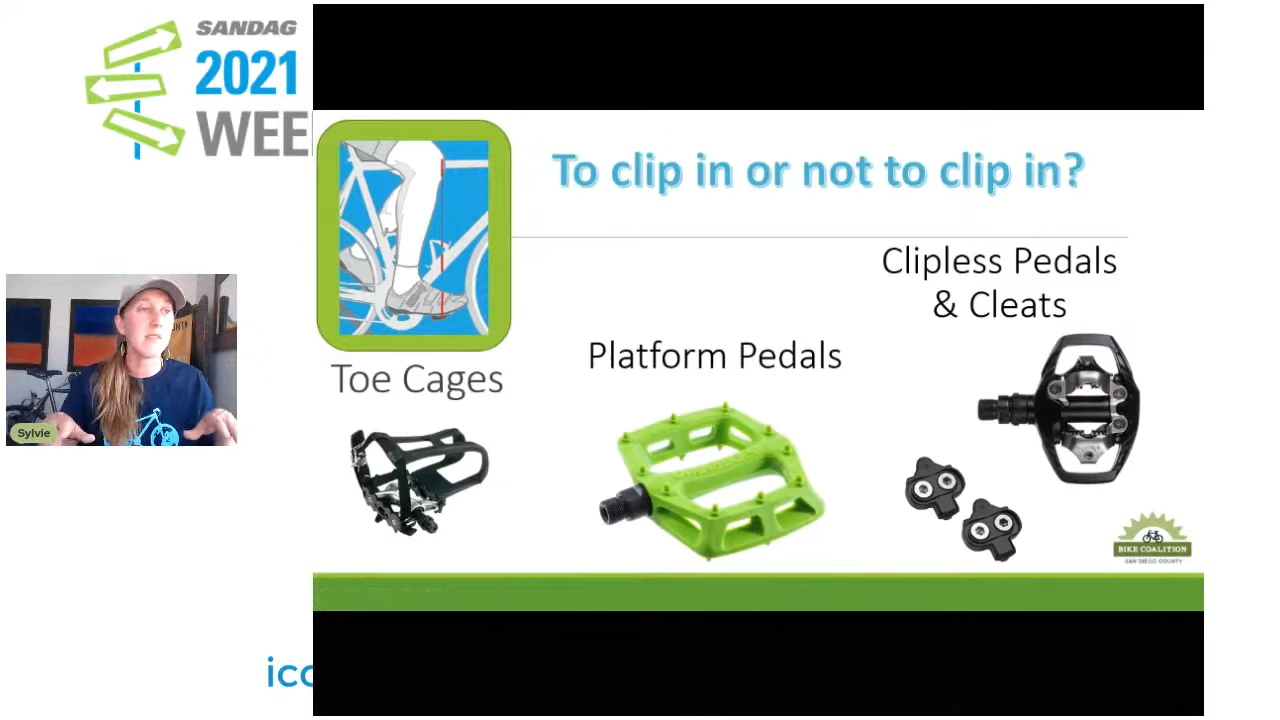 SANDAG
2021
WEE
To clip in or not to clip in?
Clipless Pedals
& Cleats
Platform Pedals
Toe Cages
Sylvie
BIKE COALITION
SAN DIEGO COUNTY
icc